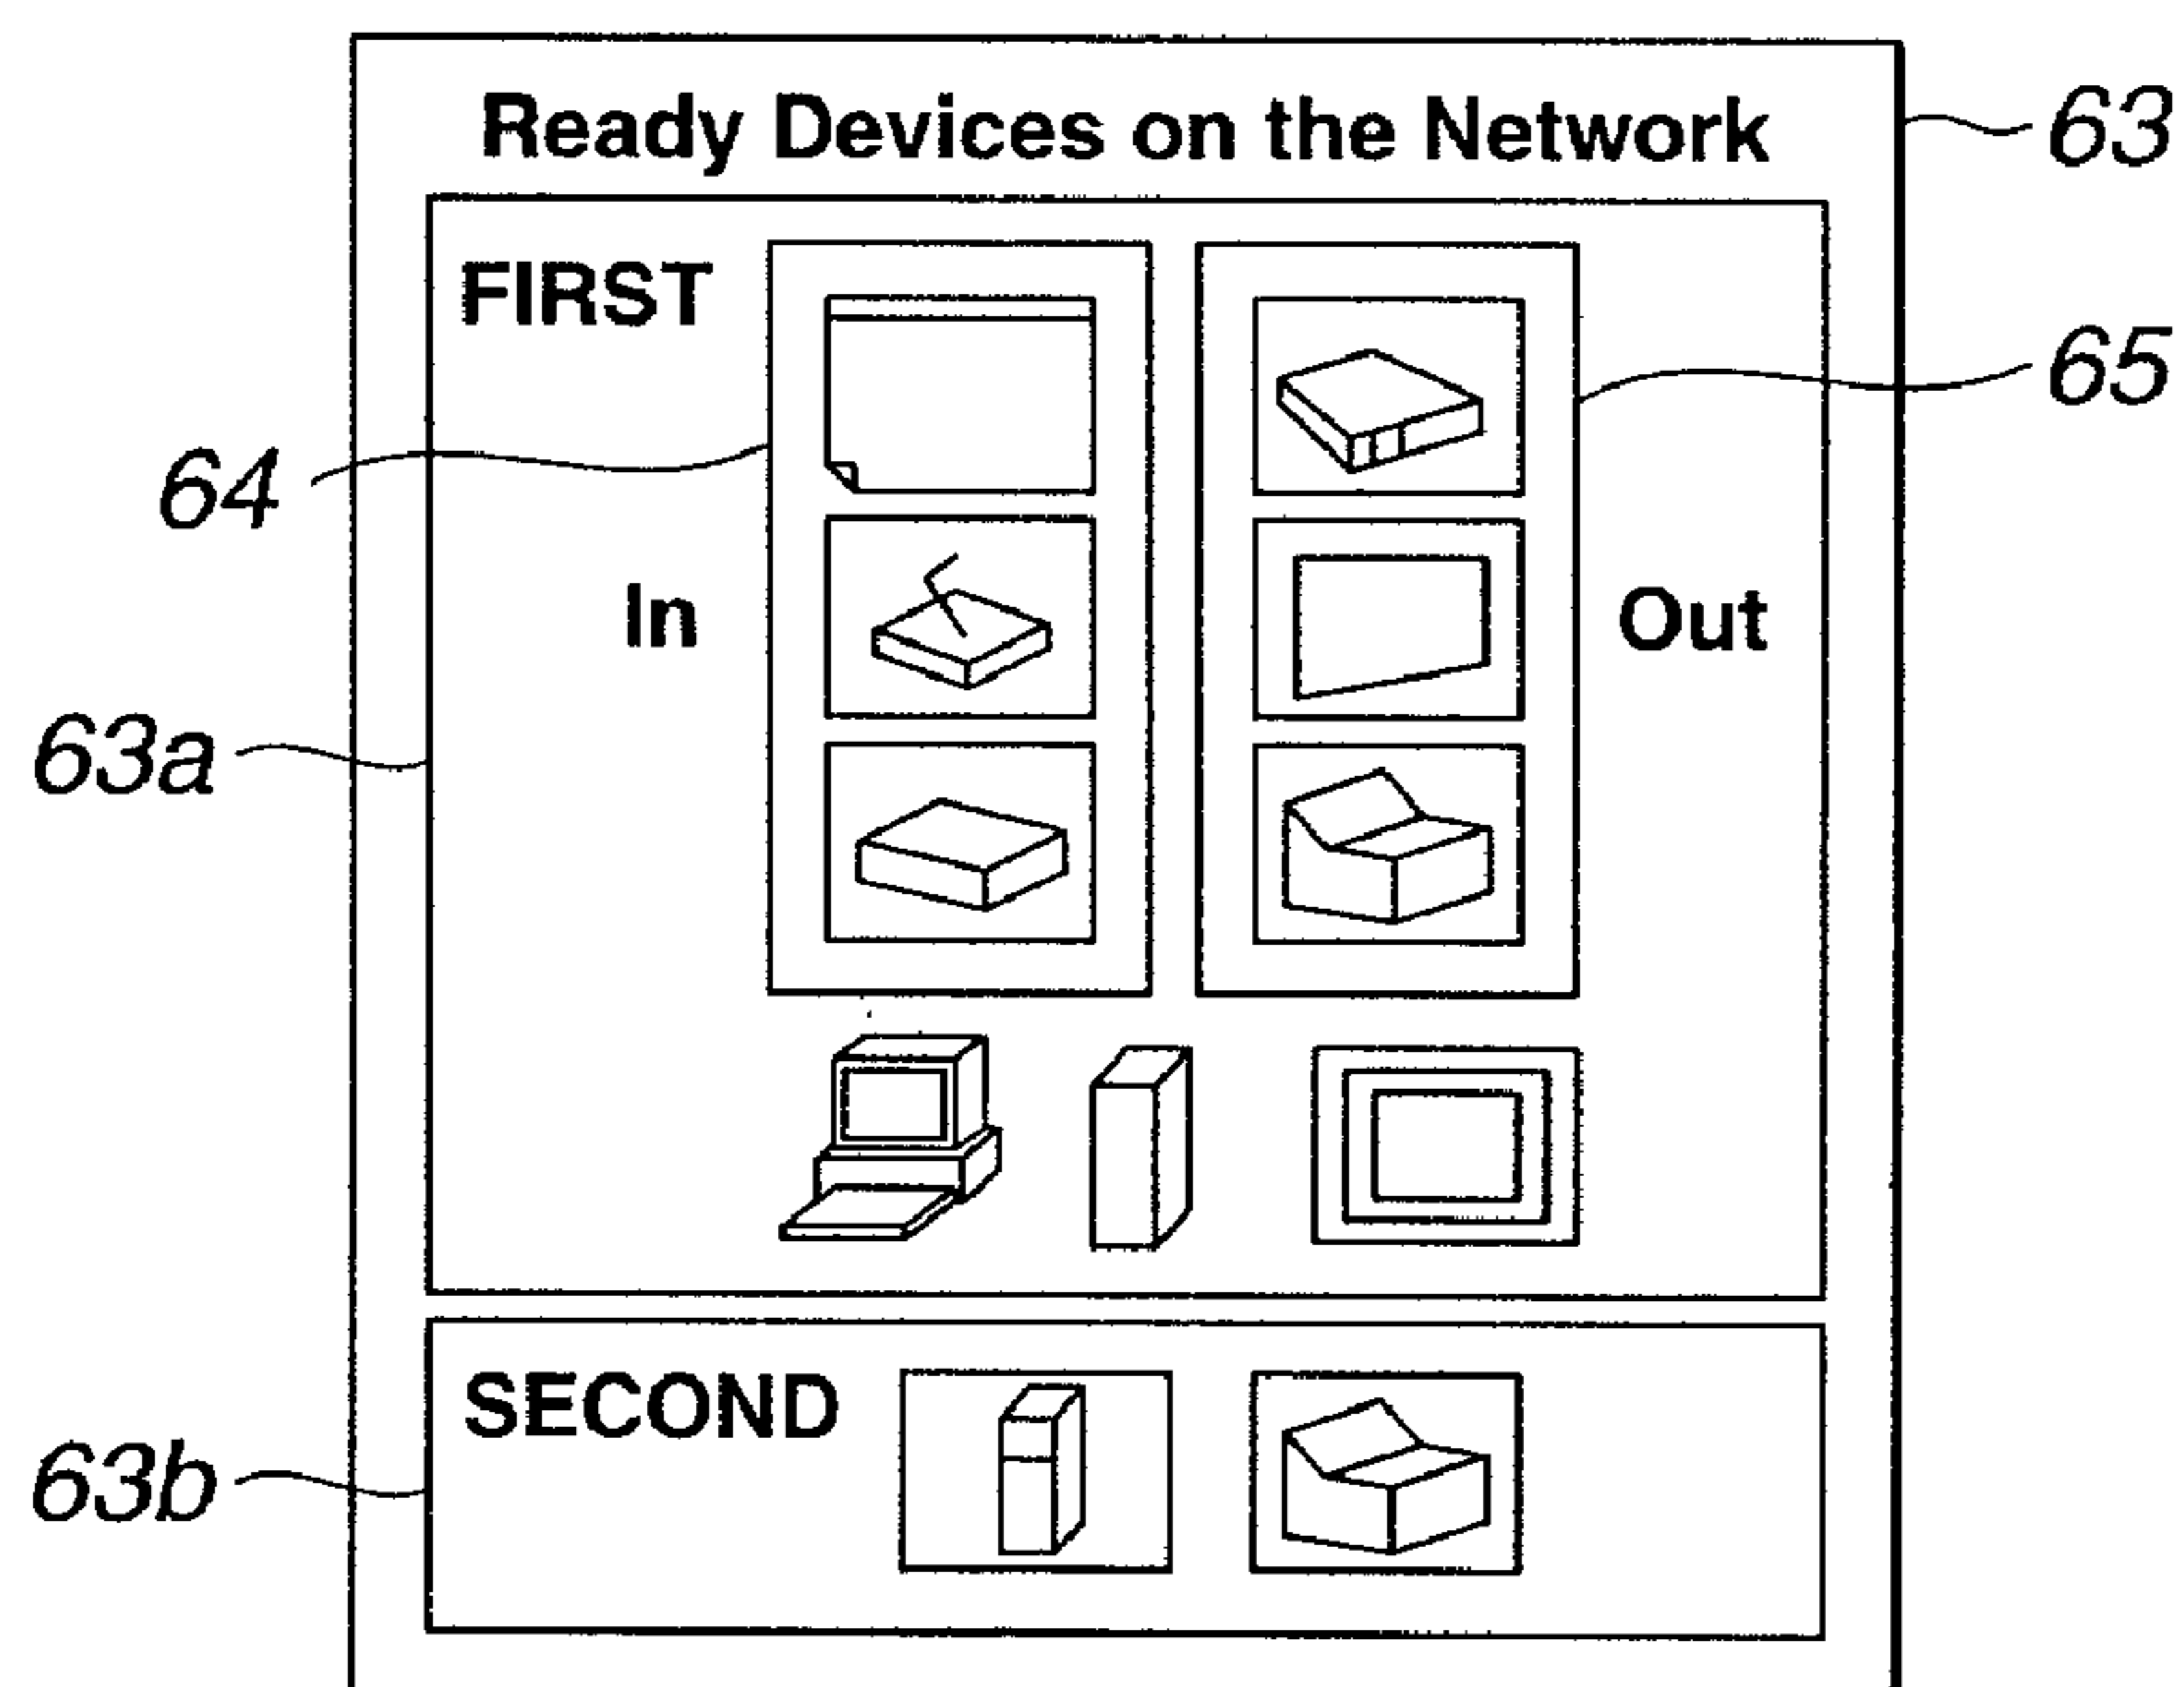 Ready Devices on the Network
63
FIRST
65
64
In
Out
63a
SECOND
63b